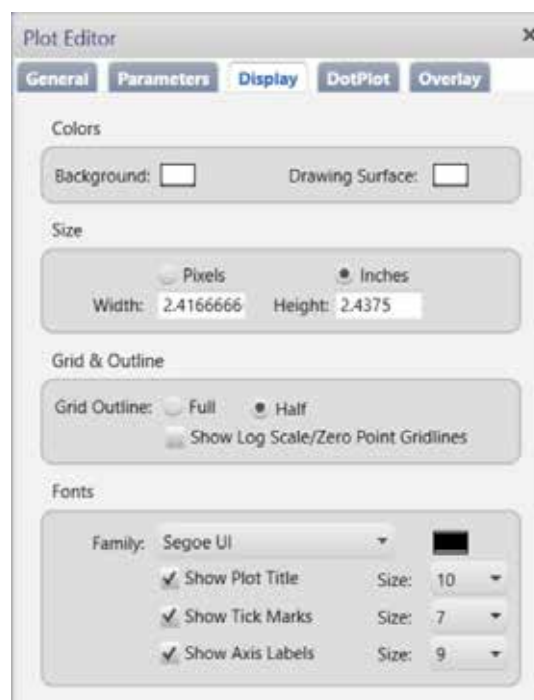 Plot Editor
General Parameters Display DotPlot Overlay
Colors
Background: Drawing Surface:
Size
Pixels Inches
Width: 2.4166666 Height: 2.4375
Grid & Outline
Grid Outline: Full Half
Show Log Scale/Zero Point Gridlines
Fonts
Family: Segoe UI
Show Plot Title Size: 10
Show Tick Marks Size: 7
Show Axis Labels Size: 9